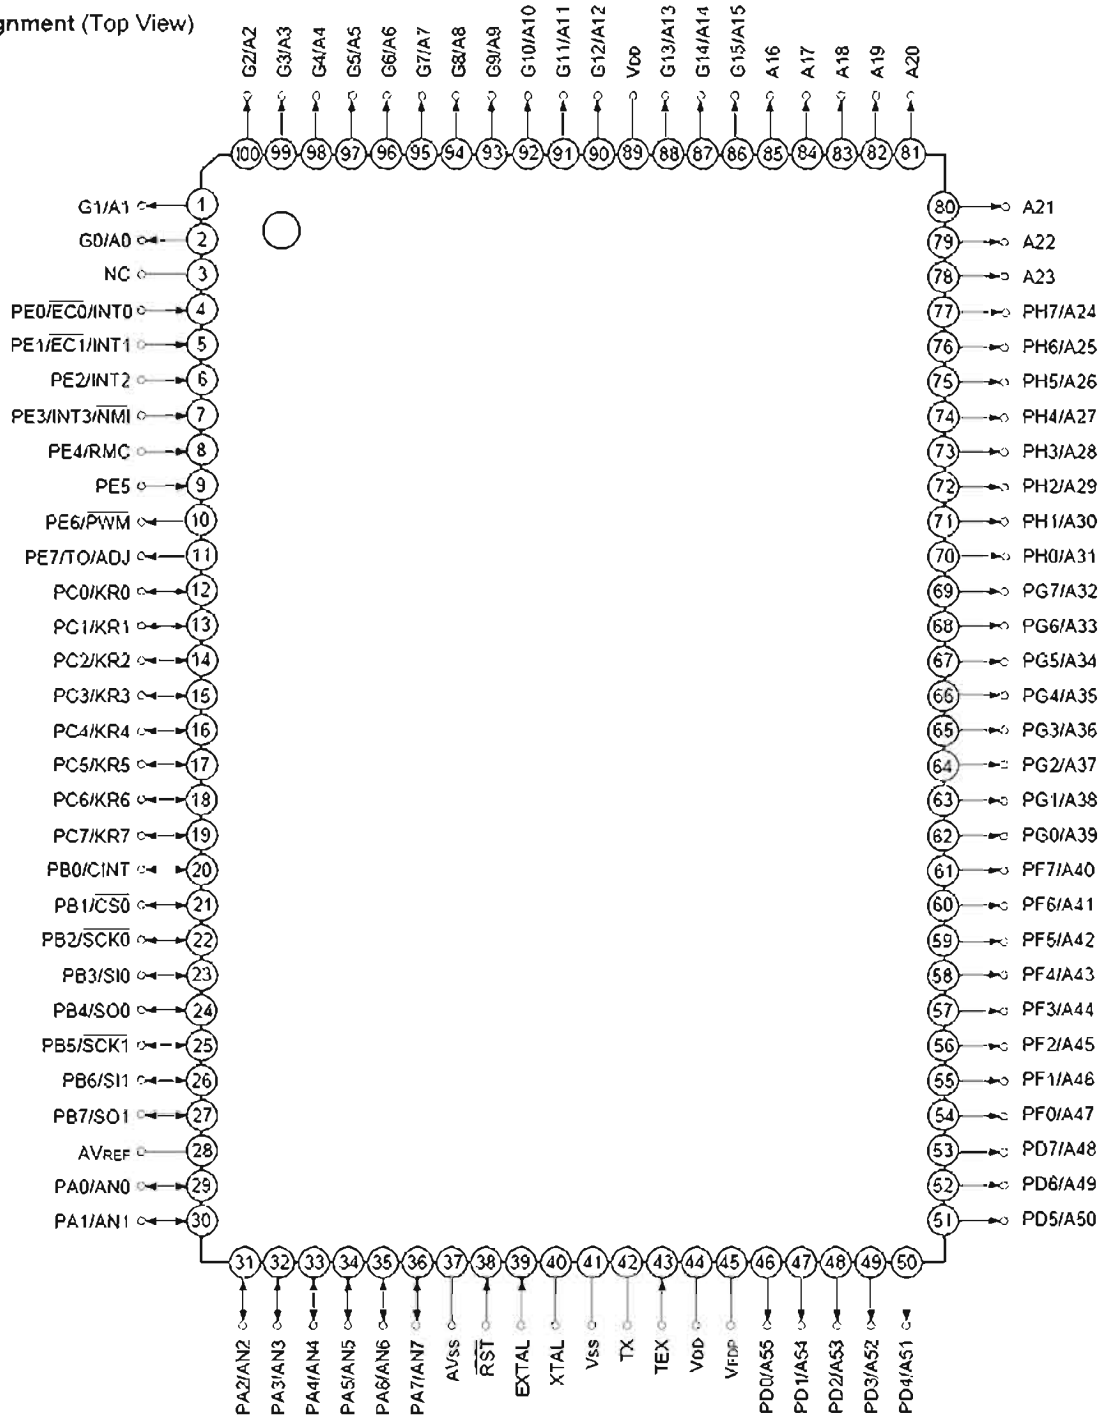 gnment (Top View)
G2/A2
G3/A3
G4/A4
G5/A5
G6/A6
G7/A7
G8/A8
G9/A9
G10/A10
G11/A11
G12/A12
VDD
G13/A13
G14/A14
G15/A15
A16
A17
A18
A19
A20
100 99 98 97 96 95 94 93 92 91 90 89 88 87 86 85 84 83 82 81
G1/A1 1 80 A21
G0/A0 2 79 A22
NC 3 78 A23
PE0/EC0/INT0 4 77 PH7/A24
PE1/EC1/INT1 5 76 PH6/A25
PE2/INT2 6 75 PH5/A26
PE3/INT3/NMI 7 74 PH4/A27
PE4/RMC 8 73 PH3/A28
PE5 9 72 PH2/A29
PE6/PWM 10 71 PH1/A30
PE7/TO/ADJ 11 70 PH0/A31
PC0/KR0 12 69 PG7/A32
PC1/KR1 13 68 PG6/A33
PC2/KR2 14 67 PG5/A34
PC3/KR3 15 66 PG4/A35
PC4/KR4 16 65 PG3/A36
PC5/KR5 17 64 PG2/A37
PC6/KR6 18 63 PG1/A38
PC7/KR7 19 62 PG0/A39
PB0/CINT 20 61 PF7/A40
PB1/CS0 21 60 PF6/A41
PB2/SCK0 22 59 PF5/A42
PB3/SI0 23 58 PF4/A43
PB4/SO0 24 57 PF3/A44
PB5/SCK1 25 56 PF2/A45
PB6/SI1 26 55 PF1/A46
PB7/SO1 27 54 PF0/A47
AVREF 28 53 PD7/A48
PA0/AN0 29 52 PD6/A49
PA1/AN1 30 51 PD5/A50
31 32 33 34 35 36 37 38 39 40 41 42 43 44 45 46 47 48 49 50
PA2/AN2
PA3/AN3
PA4/AN4
PA5/AN5
PA6/AN6
PA7/AN7
AVSS
RST
EXTAL
XTAL
VSS
TX
TEX
VDD
VFDP
PD0/A55
PD1/A54
PD2/A53
PD3/A52
PD4/A51